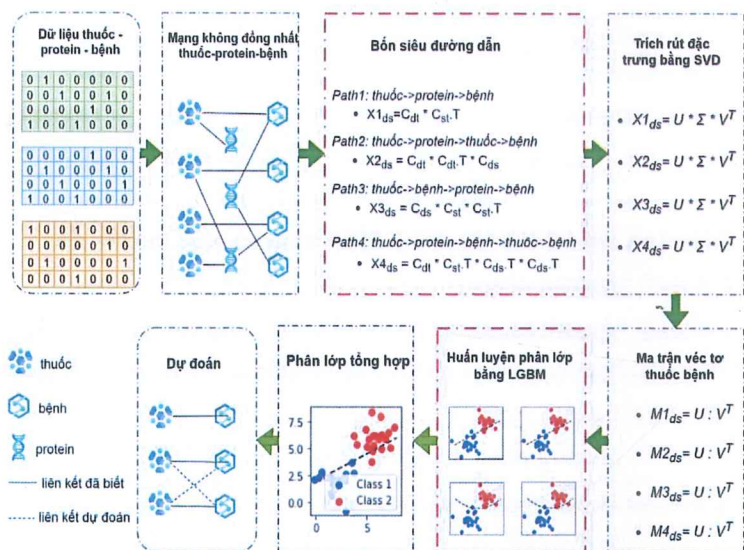 Dữ liệu thuốc -
protein - bệnh
0 1 0 0 0 0 0
0 0 0 0 1 0 0
0 1 0 0 0 0 1
1 0 0 1 0 0 0
0 0 0 0 1 0 0
0 1 0 0 0 1 0
0 0 1 0 0 0 1
1 0 0 0 0 0 1
1 0 0 1 0 0 0
0 0 0 0 0 1 0
0 1 0 0 0 0 1
0 0 0 1 0 0 0
Mạng không đồng nhất
thuốc-protein-bệnh
Bốn siêu đường dẫn
Path1: thuốc->protein->bệnh
• X1ds=Cdt * Cst.T
Path2: thuốc->protein->thuốc->bệnh
• X2ds = Cdt * Cdt.T * Cds
Path3: thuốc->bệnh->protein->bệnh
• X3ds = Cds * Cst * Cst.T
Path4: thuốc->protein->bệnh->thuôc->bệnh
• X4ds = Cdt * Cst.T * Cds.T * Cds.T
Trích rút đặc
trưng bằng SVD
• X1ds= U * Σ * V^T
• X2ds= U * Σ * V^T
• X3ds= U * Σ * V^T
• X4ds= U * Σ * V^T
thuốc
bệnh
protein
liên kết đã biết
liên kết dự đoán
Dự đoán
Phân lớp tổng hợp
7.5
5.0
2.5
0.0
0
5
Class 1
Class 2
Huấn luyện phân lớp
bằng LGBM
Ma trận véc tơ
thuốc bệnh
• M1ds= U : V^T
• M2ds= U : V^T
• M3ds= U : V^T
• M4ds= U : V^T